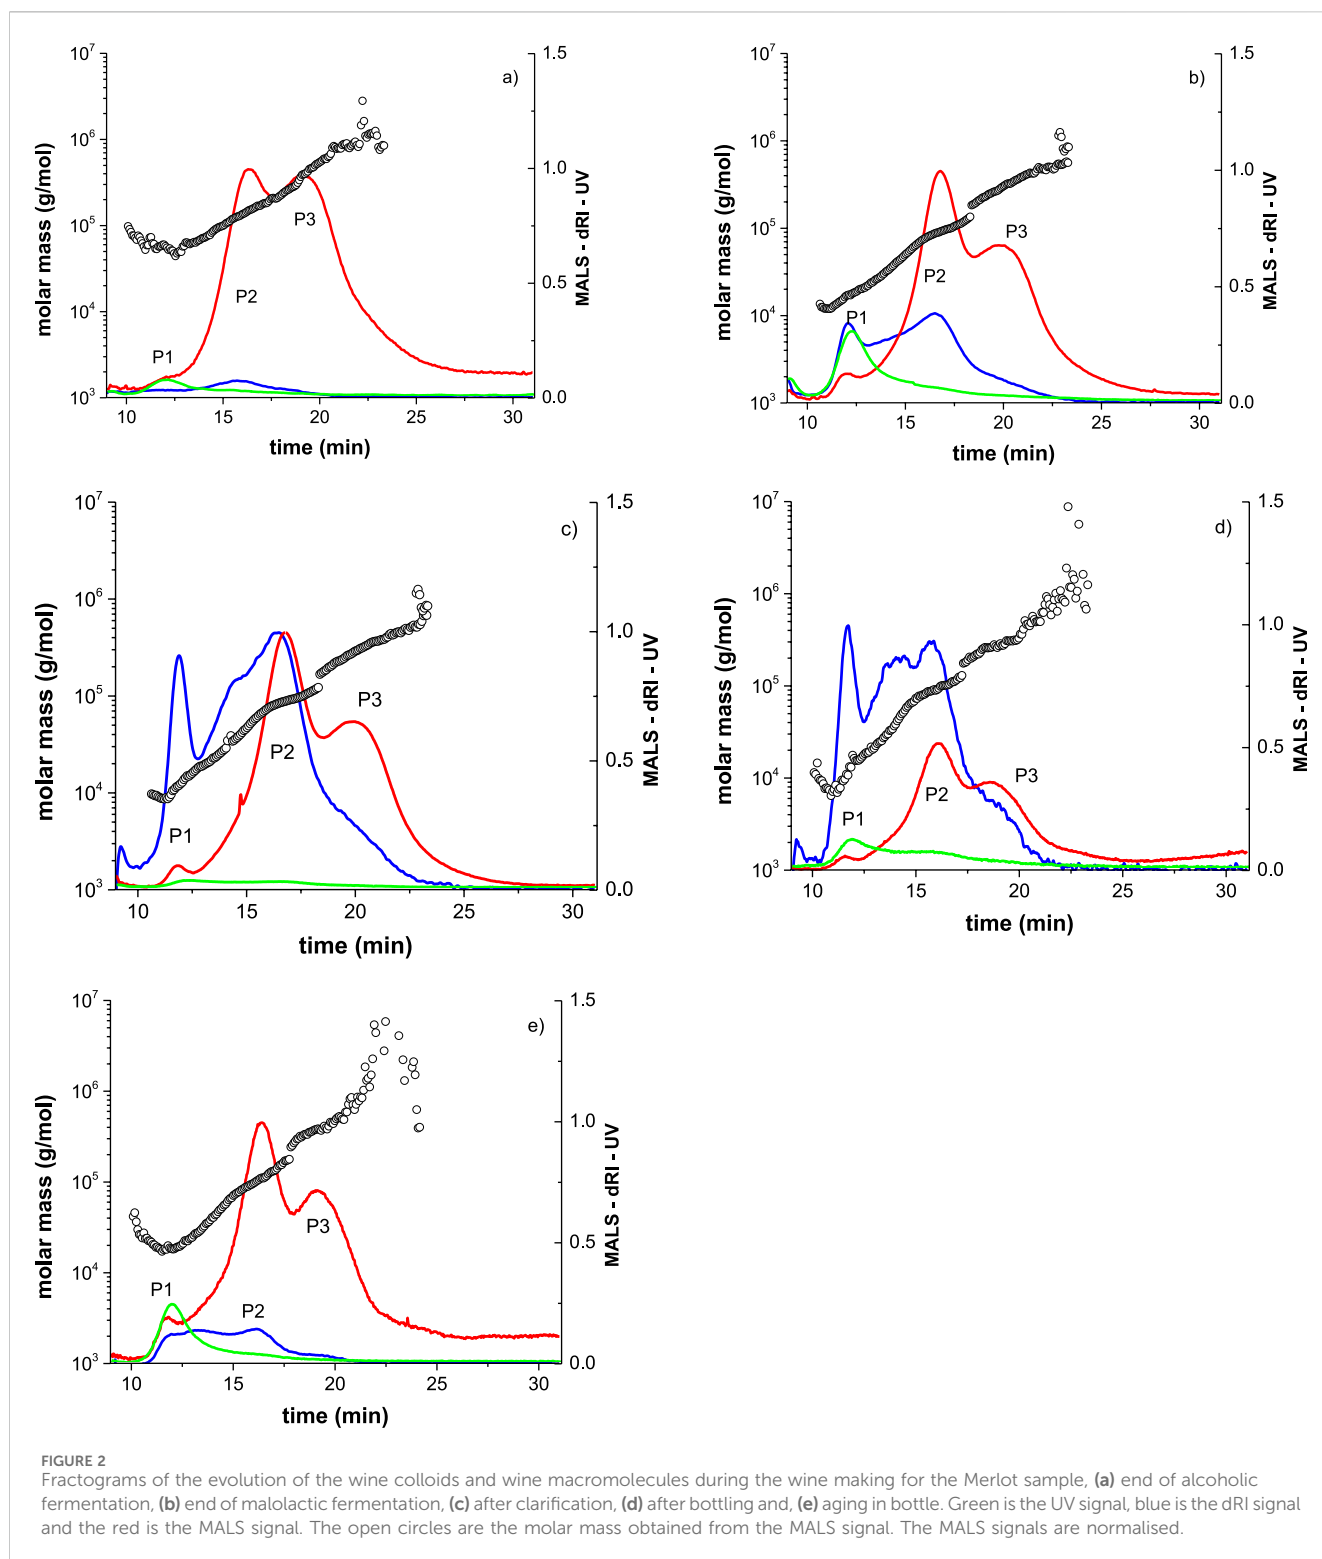 a)
10⁷
10⁶
10⁵
10⁴
10³
molar mass (g/mol)
1.5
1.0
0.5
0.0
MALS - dRI - UV
P1
P2
P3
10 15 20 25 30
time (min)
b)
10⁷
10⁶
10⁵
10⁴
10³
molar mass (g/mol)
1.5
1.0
0.5
0.0
MALS - dRI - UV
P1
P2
P3
10 15 20 25 30
time (min)
c)
10⁷
10⁶
10⁵
10⁴
10³
molar mass (g/mol)
1.5
1.0
0.5
0.0
MALS - dRI - UV
P1
P2
P3
10 15 20 25 30
time (min)
d)
10⁷
10⁶
10⁵
10⁴
10³
molar mass (g/mol)
1.5
1.0
0.5
0.0
MALS - dRI - UV
P1
P2
P3
10 15 20 25 30
time (min)
e)
10⁷
10⁶
10⁵
10⁴
10³
molar mass (g/mol)
1.5
1.0
0.5
0.0
MALS - dRI - UV
P1
P2
P3
10 15 20 25 30
time (min)
FIGURE 2
Fractograms of the evolution of the wine colloids and wine macromolecules during the wine making for the Merlot sample, (a) end of alcoholic
fermentation, (b) end of malolactic fermentation, (c) after clarification, (d) after bottling and, (e) aging in bottle. Green is the UV signal, blue is the dRI signal
and the red is the MALS signal. The open circles are the molar mass obtained from the MALS signal. The MALS signals are normalised.